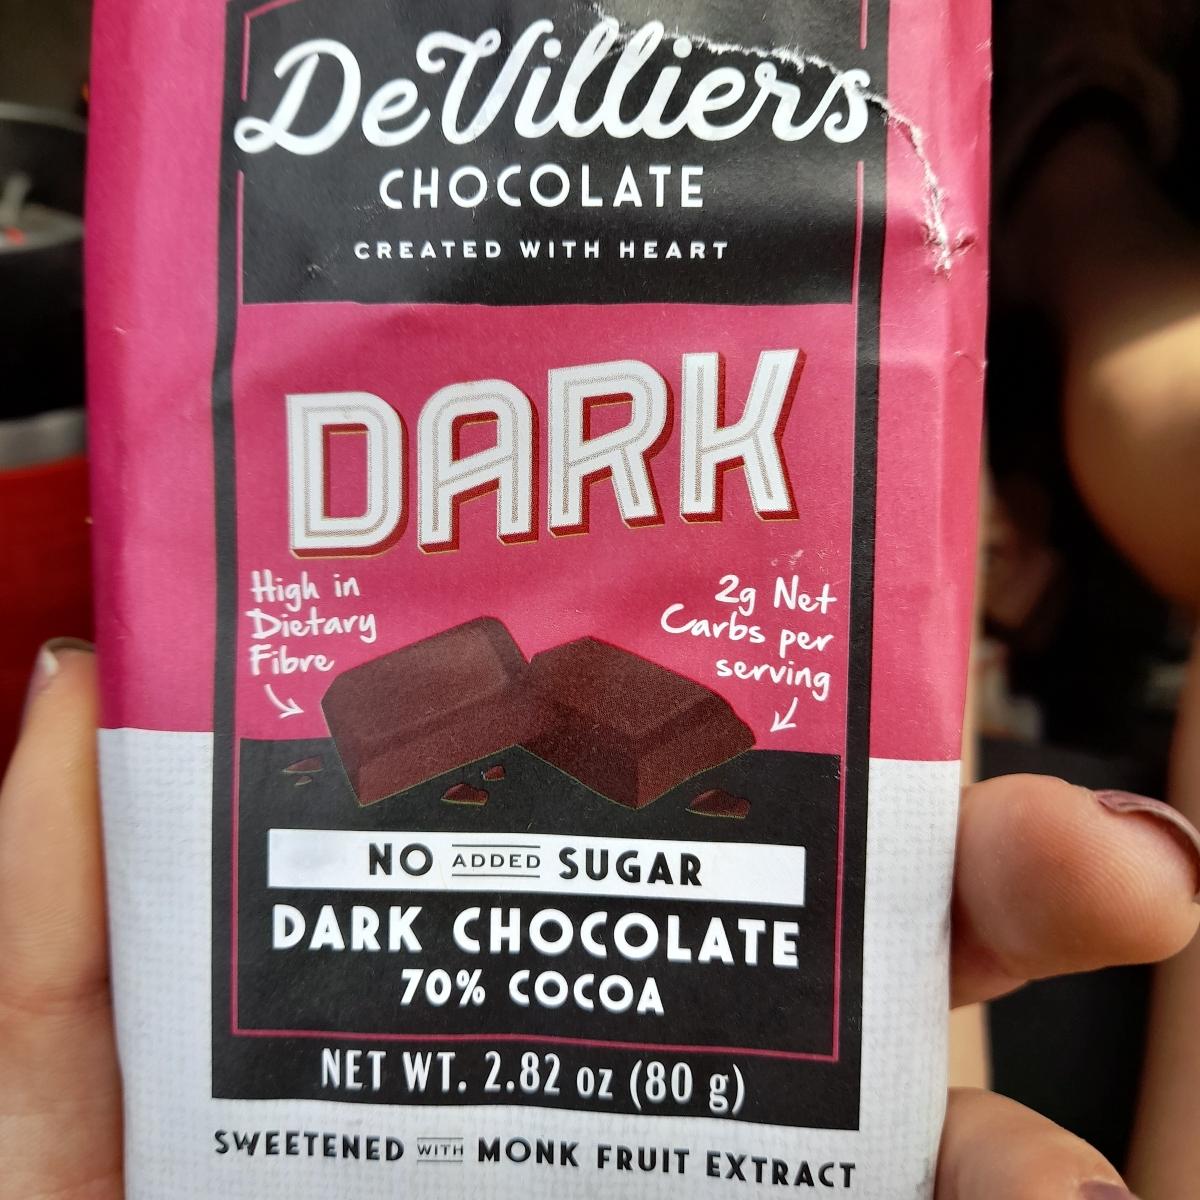 DeVilliers
CHOCOLATE
CREATED WITH HEART
DARK
High in
Dietary
Fibre
2g Net
Carbs per
serving
NO ADDED SUGAR
DARK CHOCOLATE
70% COCOA
NET WT. 2.82 oz (80 g)
SWEETENED WITH MONK FRUIT EXTRACT